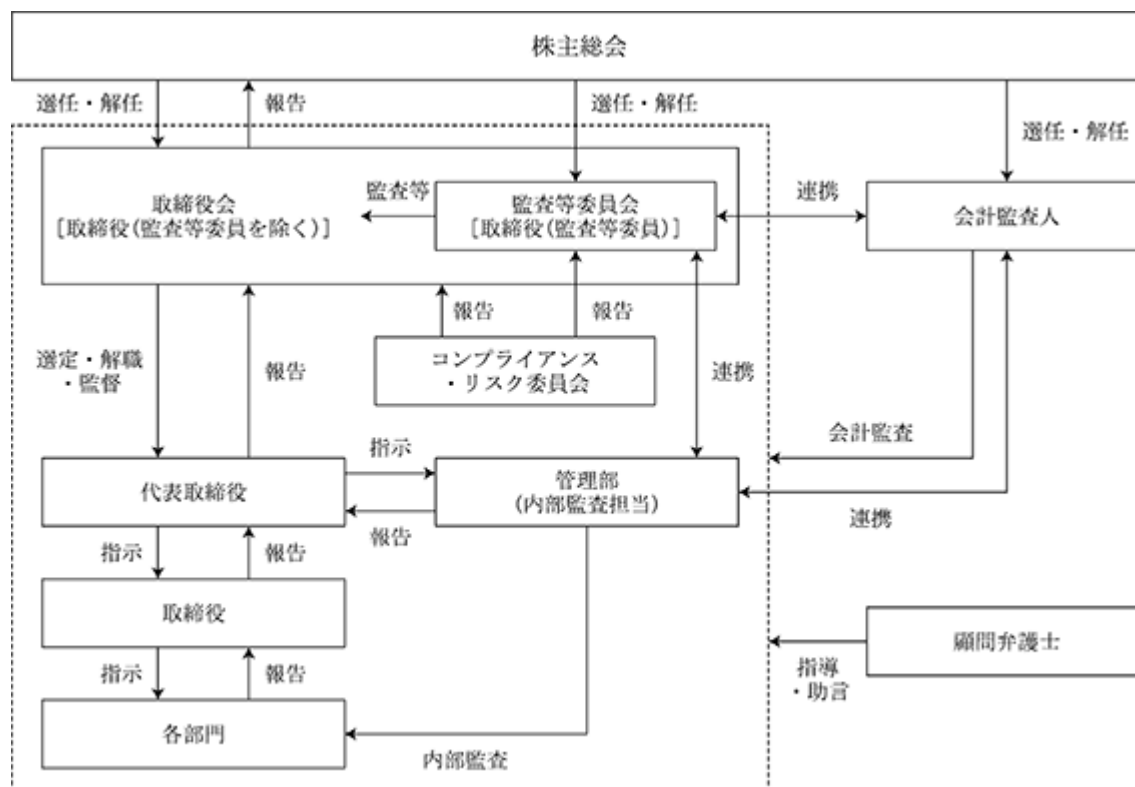 株主総会
選任・解任
報告
選任・解任
選任・解任
取締役会
[取締役(監査等委員を除く)]
監査等
監査等委員会
[取締役(監査等委員)]
連携
会計監査人
報告
報告
選定・解職
・監督
報告
コンプライアンス
・リスク委員会
連携
会計監査
代表取締役
指示
報告
管理部
(内部監査担当)
連携
指示
報告
取締役
顧問弁護士
指示
報告
指導
・助言
各部門
内部監査